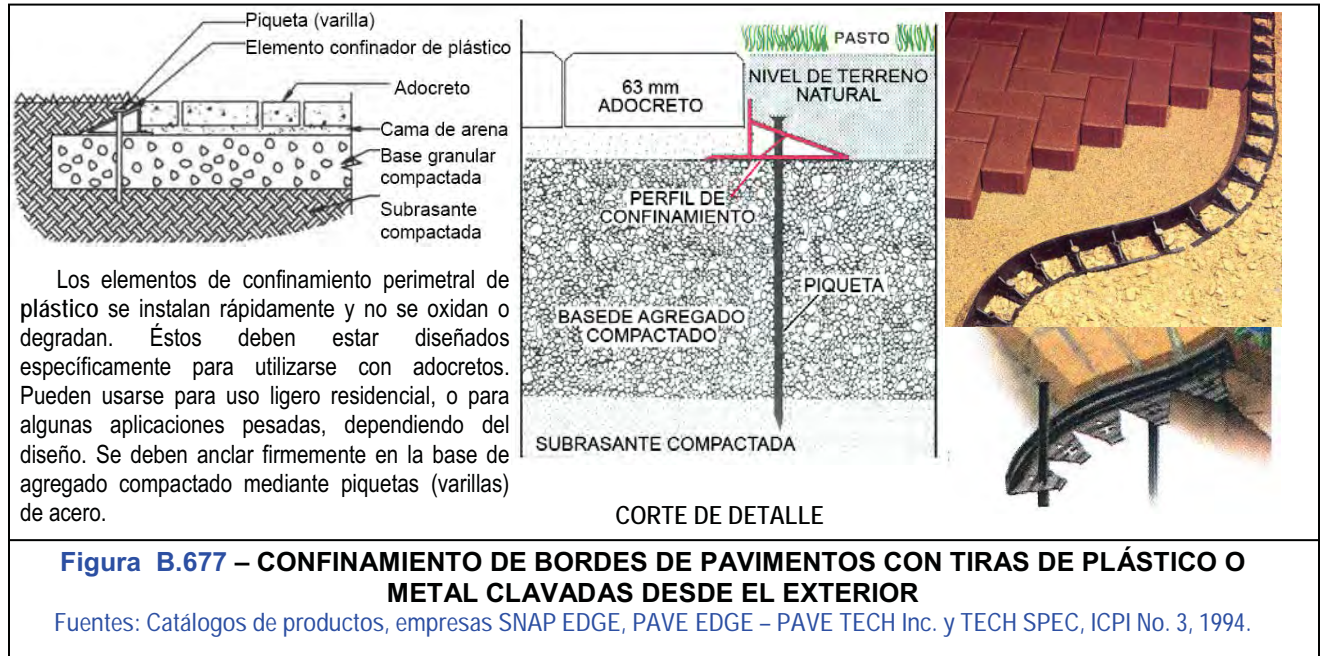 Piqueta (varilla)
Elemento confinador de plástico
Adocreto
Cama de arena
Base granular
compactada
Subrasante
compactada
Los elementos de confinamiento perimetral de
plástico se instalan rápidamente y no se oxidan o
degradan. Éstos deben estar diseñados
específicamente para utilizarse con adocretos.
Pueden usarse para uso ligero residencial, o para
algunas aplicaciones pesadas, dependiendo del
diseño. Se deben anclar firmemente en la base de
agregado compactado mediante piquetas (varillas)
de acero.
PASTO
63 mm
ADOCRETO
NIVEL DE TERRENO
NATURAL
PERFIL DE
CONFINAMIENTO
PIQUETA
BASEDE AGREGADO
COMPACTADO
SUBRASANTE COMPACTADA
CORTE DE DETALLE
Figura B.677 – CONFINAMIENTO DE BORDES DE PAVIMENTOS CON TIRAS DE PLÁSTICO O
METAL CLAVADAS DESDE EL EXTERIOR
Fuentes: Catálogos de productos, empresas SNAP EDGE, PAVE EDGE – PAVE TECH Inc. y TECH SPEC, ICPI No. 3, 1994.